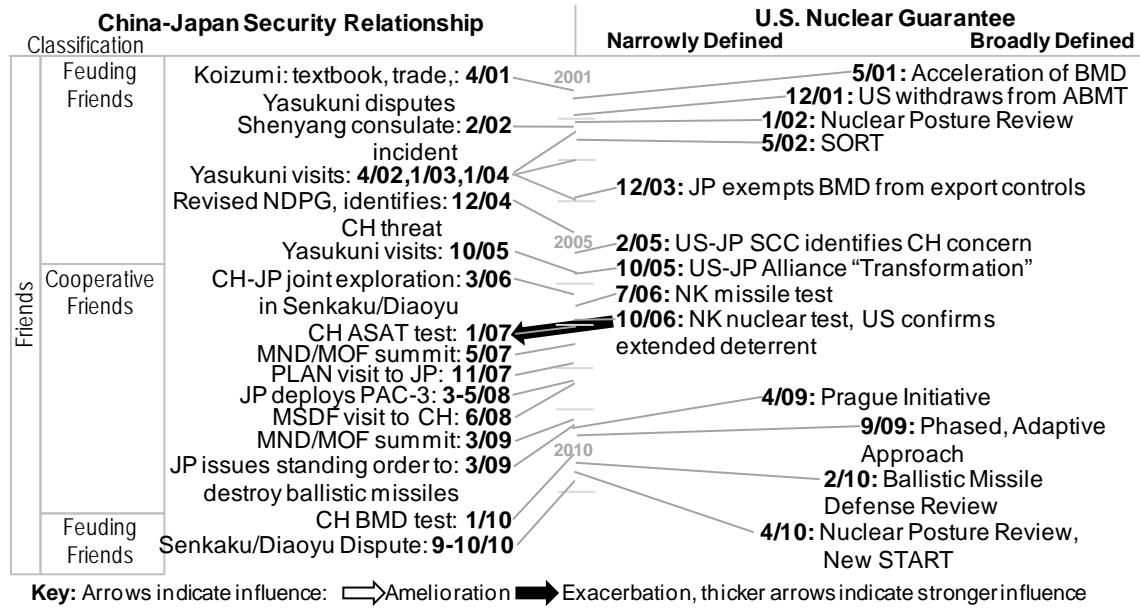 China-Japan Security Relationship
U.S. Nuclear Guarantee
Narrowly Defined
Broadly Defined
Classification
Friends
Feuding
Friends
Cooperative
Friends
Feuding
Friends
Koizumi: textbook, trade,: 4/01
Yasukuni disputes
Shenyang consulate: 2/02
incident
Yasukuni visits: 4/02,1/03,1/04
Revised NDPG, identifies: 12/04
CH threat
Yasukuni visits: 10/05
CH-JP joint exploration: 3/06
in Senkaku/Diaoyu
CH ASAT test: 1/07
MND/MOF summit: 5/07
PLAN visit to JP: 11/07
JP deploys PAC-3: 3-5/08
MSDF visit to CH: 6/08
MND/MOF summit: 3/09
JP issues standing order to: 3/09
destroy ballistic missiles
CH BMD test: 1/10
Senkaku/Diaoyu Dispute: 9-10/10
2001
2005
2010
5/01: Acceleration of BMD
12/01: US withdraws from ABMT
1/02: Nuclear Posture Review
5/02: SORT
12/03: JP exempts BMD from export controls
2/05: US-JP SCC identifies CH concern
10/05: US-JP Alliance “Transformation”
7/06: NK missile test
10/06: NK nuclear test, US confirms
extended deterrent
4/09: Prague Initiative
9/09: Phased, Adaptive
Approach
2/10: Ballistic Missile
Defense Review
4/10: Nuclear Posture Review,
New START
Key: Arrows indicate influence: Amelioration Exacerbation, thicker arrows indicate stronger influence